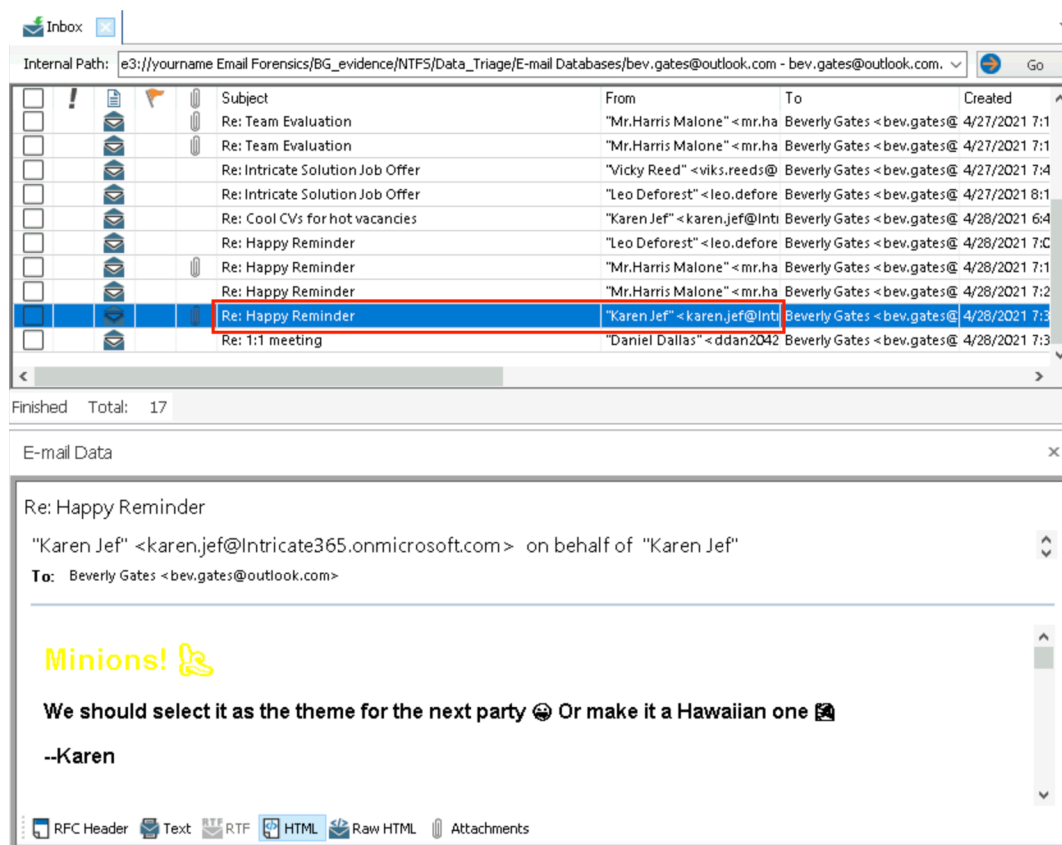 Inbox
Internal Path: e3://yourname Email Forensics/BG_evidence/NTFS/Data_Triage/E-mail Databases/bev.gates@outlook.com - bev.gates@outlook.com. Go
! Subject From To Created
Re: Team Evaluation "Mr.Harris Malone" <mr.ha Beverly Gates <bev.gates@ 4/27/2021 7:1
Re: Team Evaluation "Mr.Harris Malone" <mr.ha Beverly Gates <bev.gates@ 4/27/2021 7:1
Re: Intricate Solution Job Offer "Vicky Reed" <viks.reeds@ Beverly Gates <bev.gates@ 4/27/2021 7:4
Re: Intricate Solution Job Offer "Leo Deforest" <leo.defore Beverly Gates <bev.gates@ 4/27/2021 8:1
Re: Cool CVs for hot vacancies "Karen Jef" <karen.jef@Intr Beverly Gates <bev.gates@ 4/28/2021 6:4
Re: Happy Reminder "Leo Deforest" <leo.defore Beverly Gates <bev.gates@ 4/28/2021 7:0
Re: Happy Reminder "Mr.Harris Malone" <mr.ha Beverly Gates <bev.gates@ 4/28/2021 7:1
Re: Happy Reminder "Mr.Harris Malone" <mr.ha Beverly Gates <bev.gates@ 4/28/2021 7:2
Re: Happy Reminder "Karen Jef" <karen.jef@Intr Beverly Gates <bev.gates@ 4/28/2021 7:3
Re: 1:1 meeting "Daniel Dallas" <ddan2042 Beverly Gates <bev.gates@ 4/28/2021 7:3
Finished Total: 17
E-mail Data
Re: Happy Reminder
"Karen Jef" <karen.jef@Intricate365.onmicrosoft.com> on behalf of "Karen Jef"
To: Beverly Gates <bev.gates@outlook.com>
Minions!
We should select it as the theme for the next party 😀 Or make it a Hawaiian one
--Karen
RFC Header Text RTF HTML Raw HTML Attachments